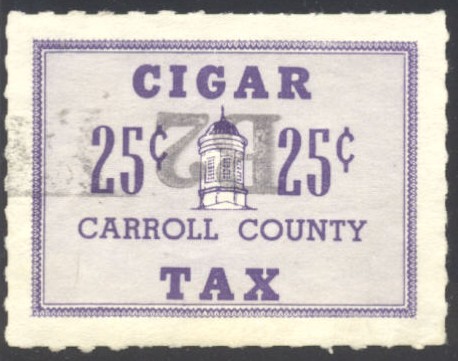 CIGAR
25¢ 25¢
CARROLL COUNTY
TAX